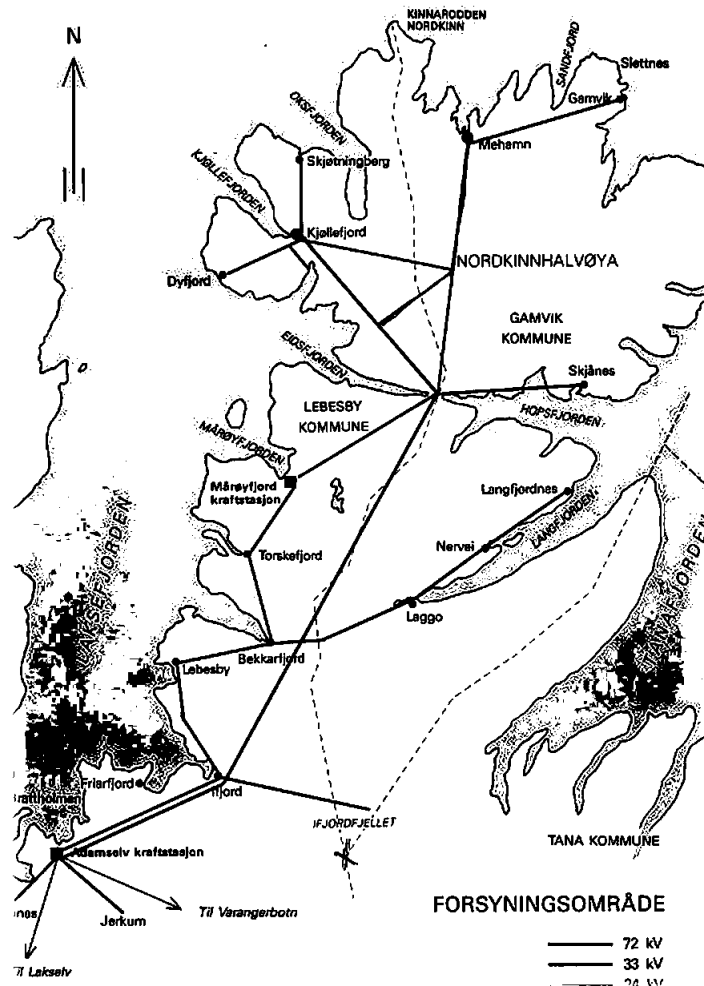 KINNARODDEN
NORDKINN
N
SANDFJORD
Slettnes
Gamvik
OKSFJORDEN
Mehamn
Skjøtningberg
KJØLLEFJORDEN
Kjøllefjord
NORDKINNHALVØYA
Dyfjord
GAMVIK
KOMMUNE
EIDSFJORDEN
Skjånes
LEBESBY
KOMMUNE
HOPSFJORDEN
MÅRØYFJORDEN
Mårøyfjord
kraftstasjon
Langfjordnes
LANGFJORDEN
Nervei
Torskefjord
TANAFJORDEN
Laggo
Bekkarfjord
Lebesby
Friarfjord
Ifjord
IFJORDFJELLET
TANA KOMMUNE
Adamselv kraftstasjon
Til Varangerbotn
Jerkum
FORSYNINGSOMRÅDE
72 kV
33 kV
24 kV
Til Lakselv